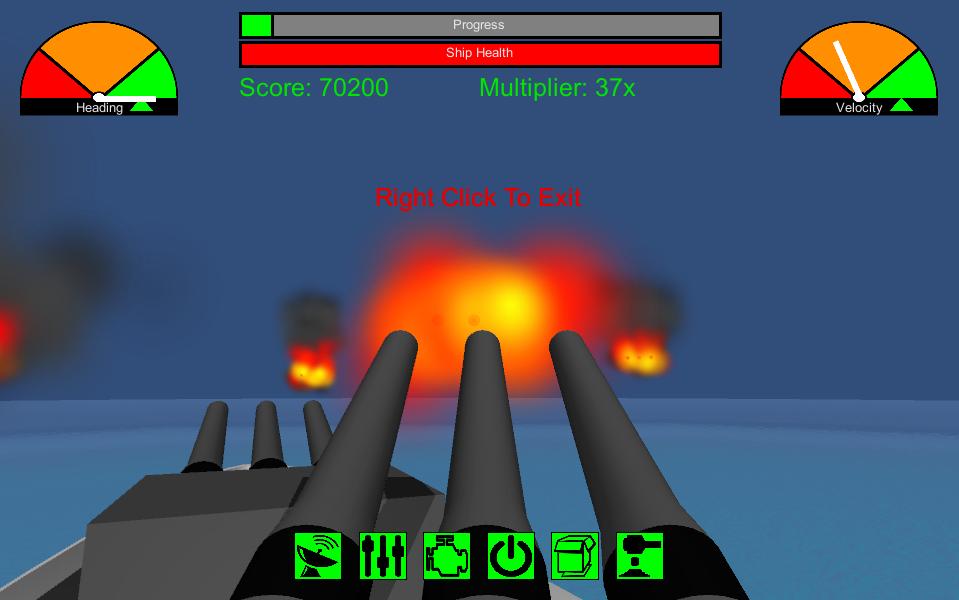 Progress
Ship Health
Score: 70200 Multiplier: 37x
Heading
Velocity
Right Click To Exit